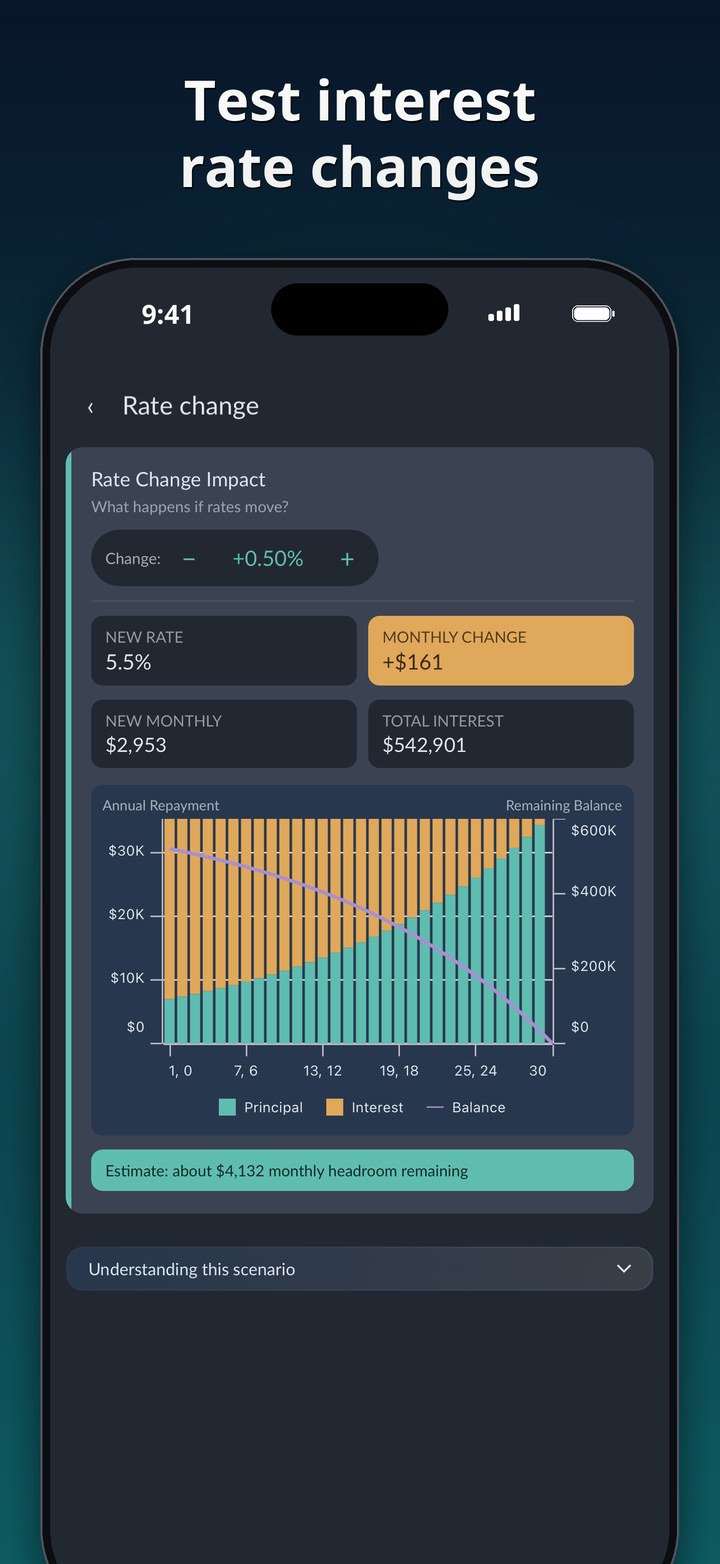 Test interest
rate changes
9:41
‹ Rate change
Rate Change Impact
What happens if rates move?
Change: − +0.50% +
NEW RATE
5.5%
MONTHLY CHANGE
+$161
NEW MONTHLY
$2,953
TOTAL INTEREST
$542,901
Annual Repayment Remaining Balance
$30K
$20K
$10K
$0
$600K
$400K
$200K
$0
1, 0 7, 6 13, 12 19, 18 25, 24 30
Principal Interest Balance
Estimate: about $4,132 monthly headroom remaining
Understanding this scenario